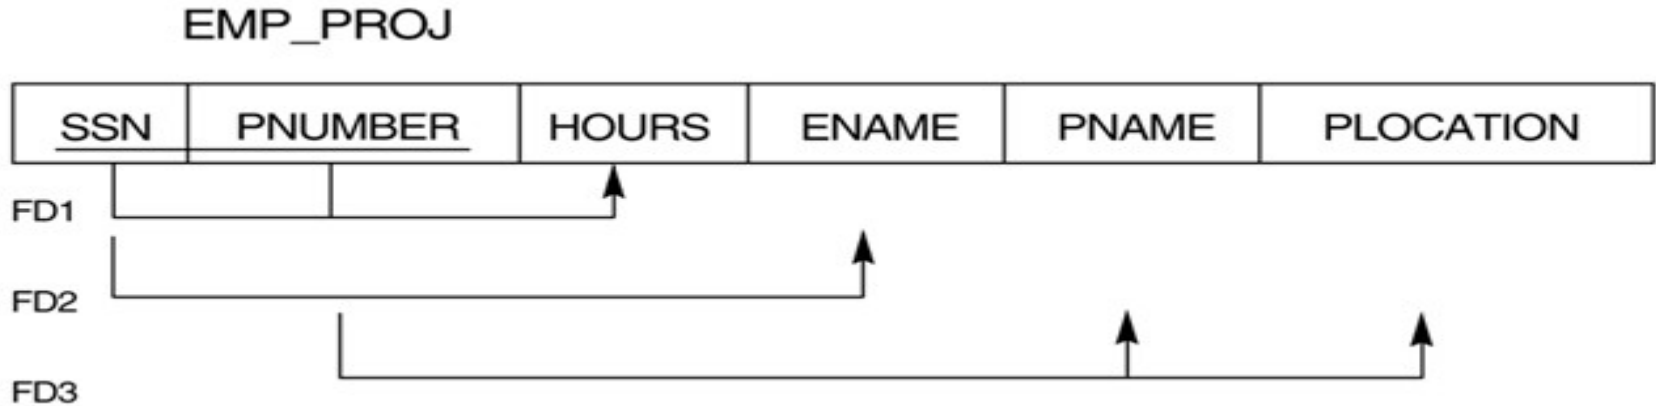 EMP_PROJ
SSN PNUMBER HOURS ENAME PNAME PLOCATION
FD1
FD2
FD3